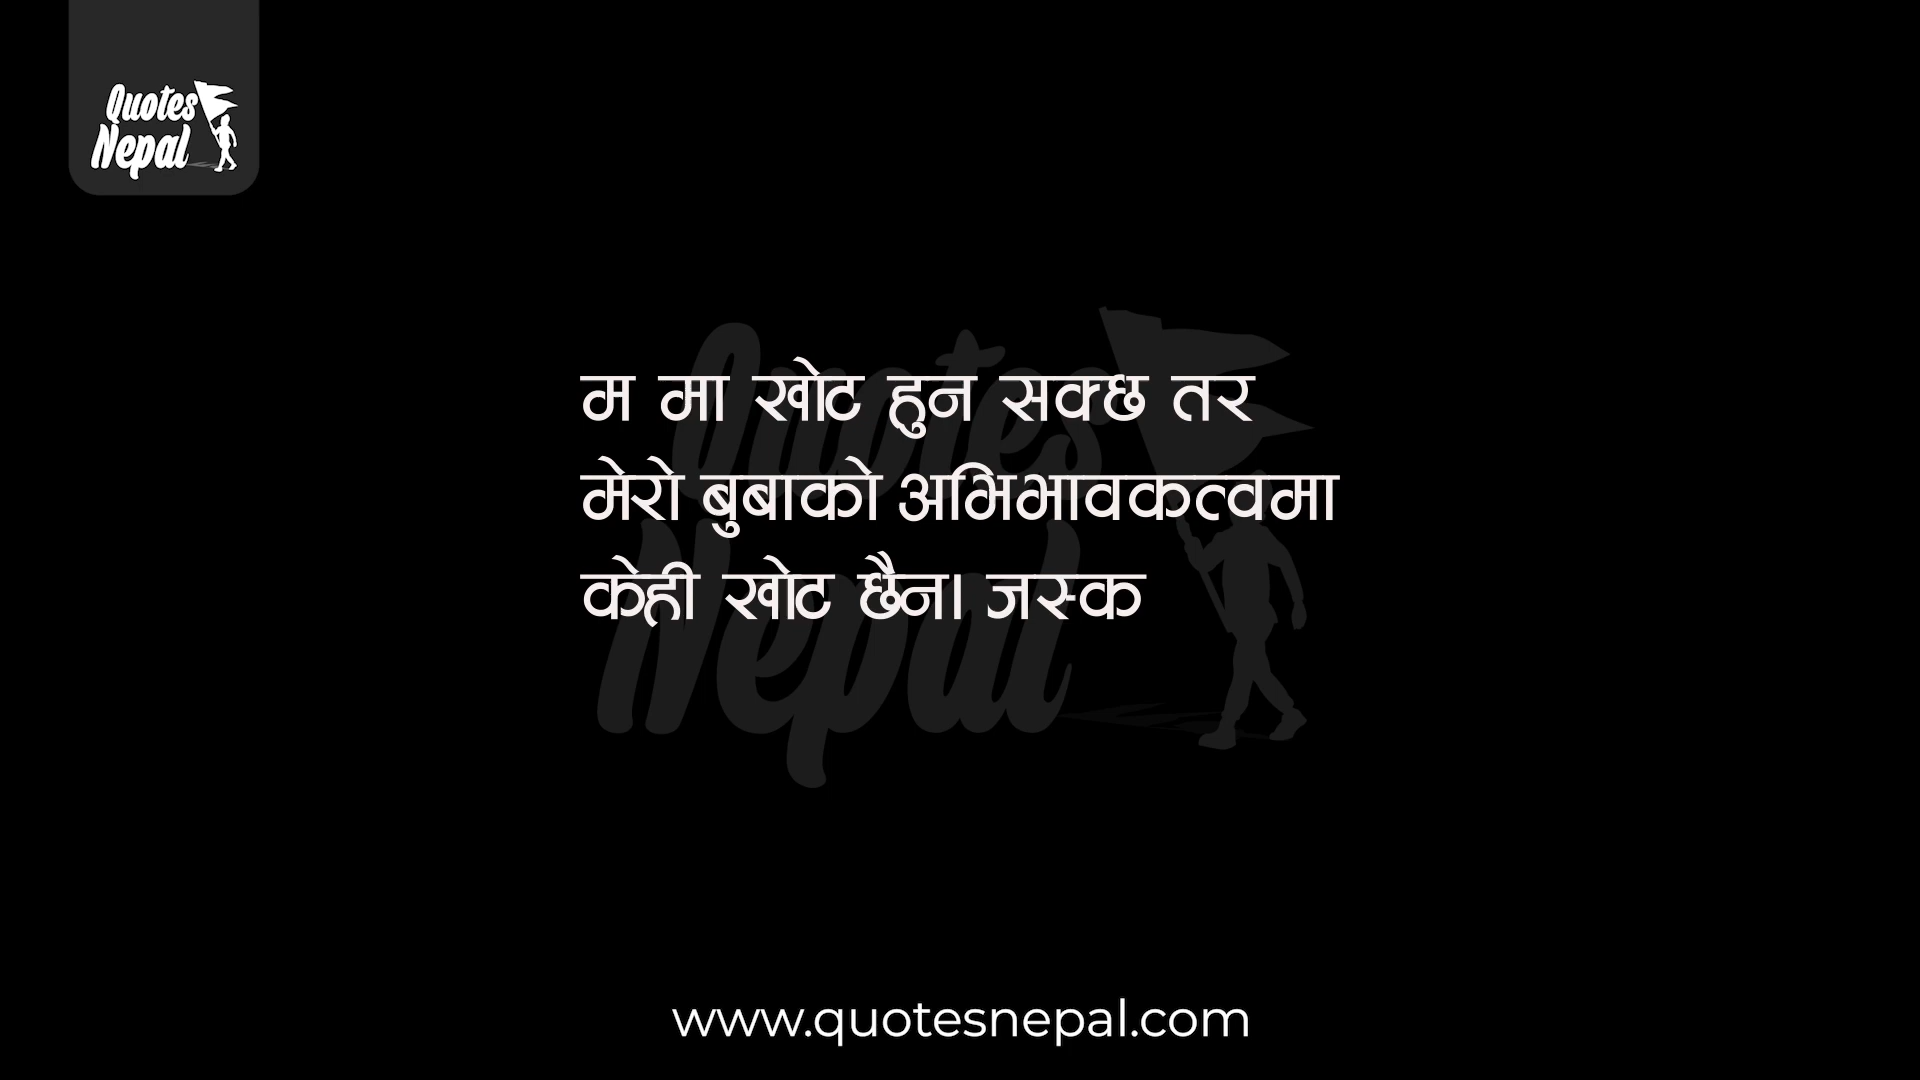 Quotes
Nepal
म मा खोट हुन सक्छ तर
मेरो बुबाको अभिभावकत्वमा
केही खोट छैन। जस्क
www.quotesnepal.com